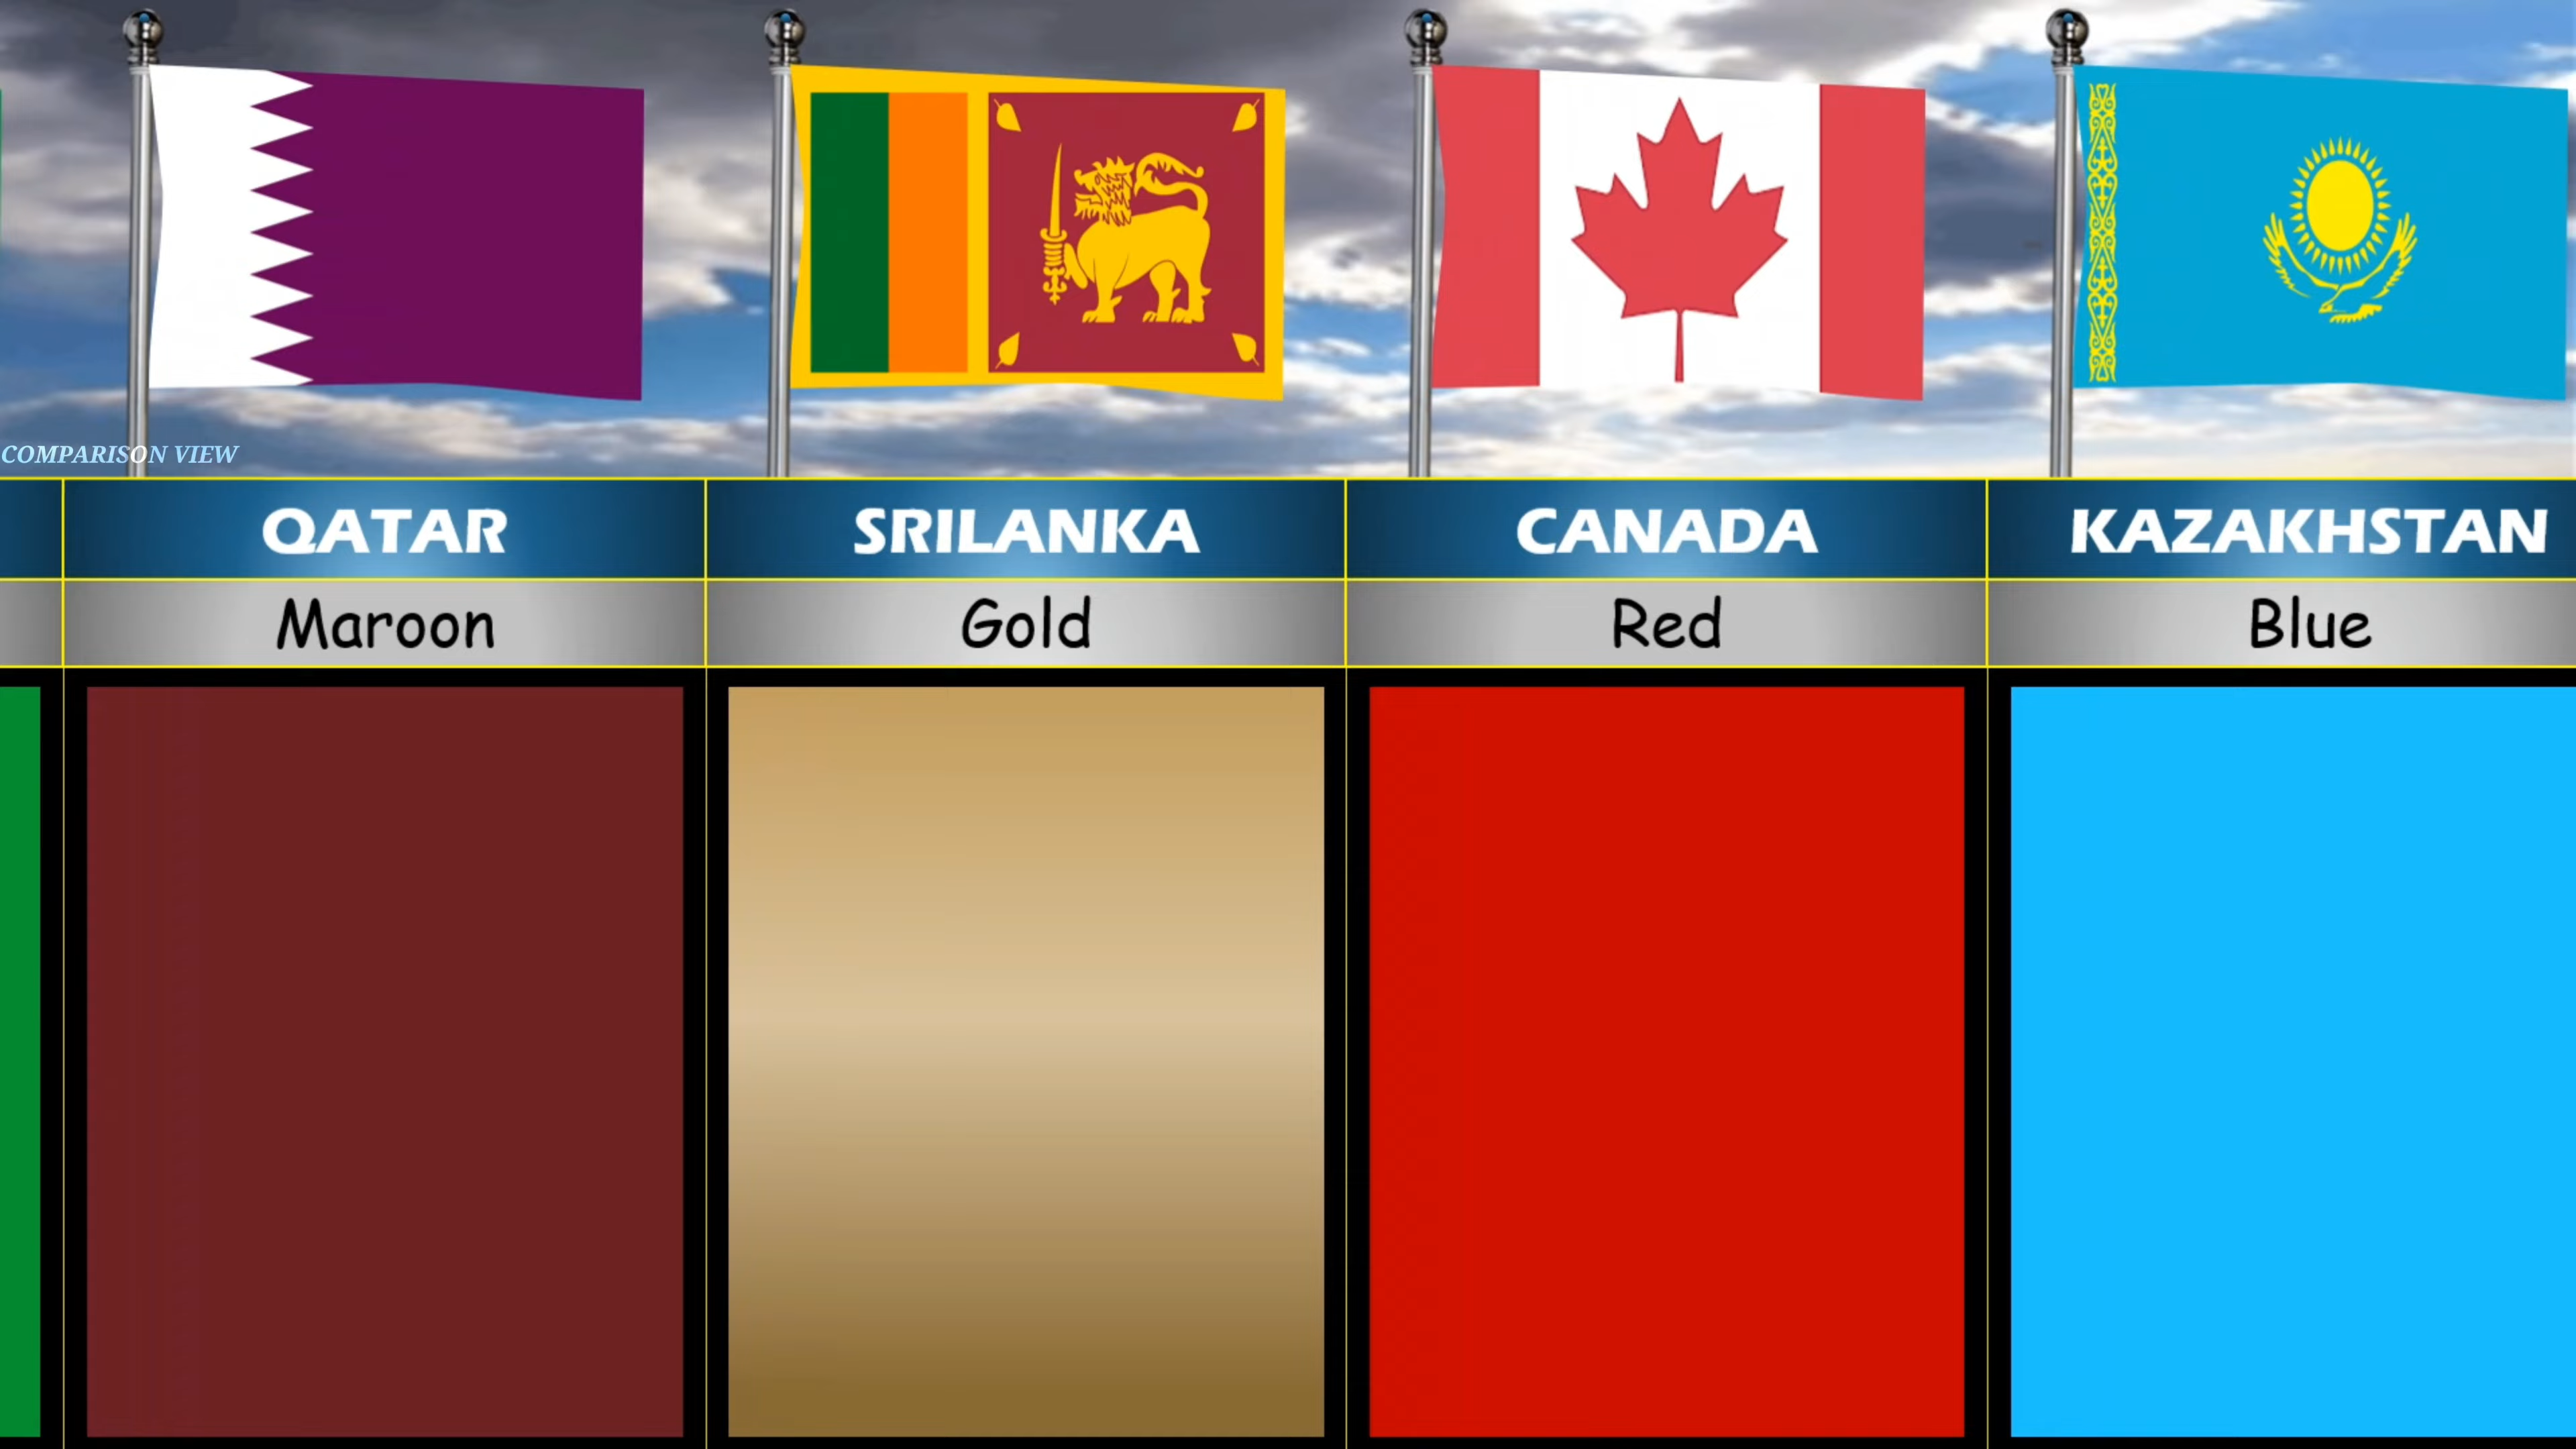 COMPARISON VIEW
QATAR
SRILANKA
CANADA
KAZAKHSTAN
Maroon
Gold
Red
Blue